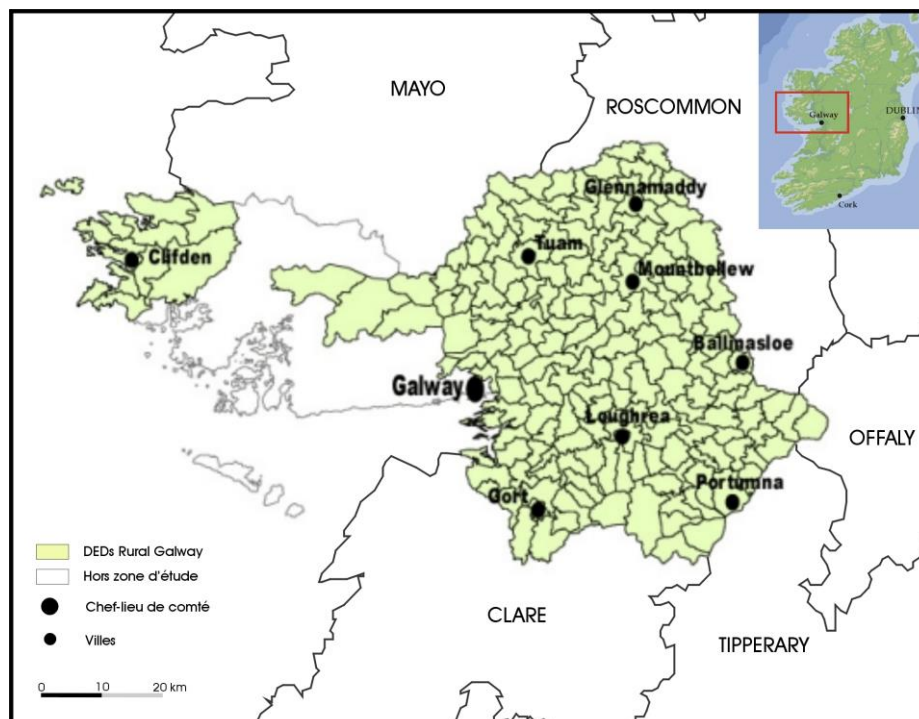 MAYO
ROSCOMMON
Galway
DUBLIN
Cork
Glennamaddy
Tuam
Clifden
Mountbellew
Ballinasloe
Galway
Loughrea
OFFALY
Portumna
Gort
DEDs Rural Galway
Hors zone d'étude
Chef-lieu de comté
Villes
CLARE
TIPPERARY
0 10 20 km